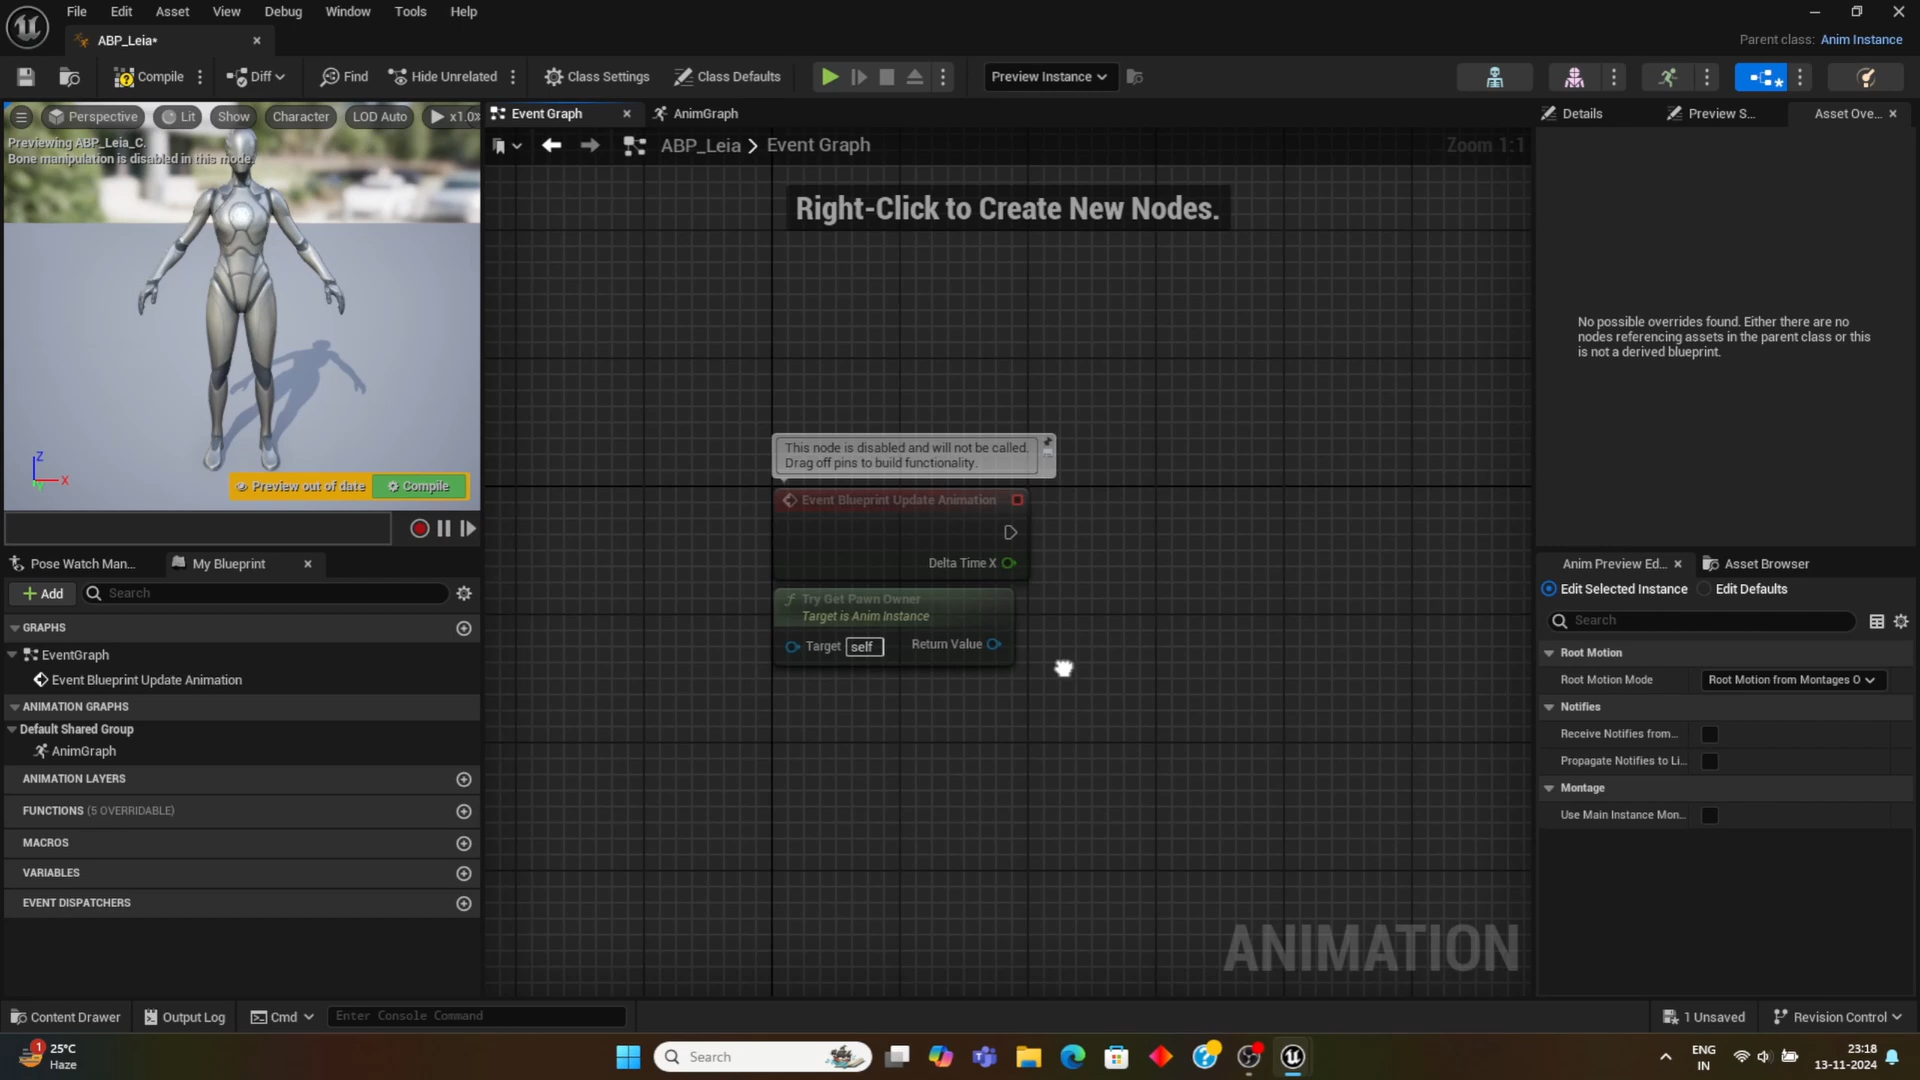 File Edit Asset View Debug Window Tools Help
ABP_Leia*
Parent class: Anim Instance
Compile Diff Find Hide Unrelated Class Settings Class Defaults Preview Instance
Perspective Lit Show Character LOD Auto x1.0
Previewing ABP_Leia_C.
Bone manipulation is disabled in this mode.
Z
X
Preview out of date Compile
Event Graph AnimGraph
ABP_Leia > Event Graph
Zoom 1:1
Right-Click to Create New Nodes.
This node is disabled and will not be called.
Drag off pins to build functionality.
Event Blueprint Update Animation
Delta Time X
f Try Get Pawn Owner
Target is Anim Instance
Target self Return Value
ANIMATION
Pose Watch Man... My Blueprint
+ Add Search
GRAPHS
EventGraph
Event Blueprint Update Animation
ANIMATION GRAPHS
Default Shared Group
AnimGraph
ANIMATION LAYERS
FUNCTIONS (5 OVERRIDABLE)
MACROS
VARIABLES
EVENT DISPATCHERS
Details Preview S... Asset Ove...
No possible overrides found. Either there are no
nodes referencing assets in the parent class or this
is not a derived blueprint.
Anim Preview Ed... Asset Browser
Edit Selected Instance Edit Defaults
Search
Root Motion
Root Motion Mode Root Motion from Montages O
Notifies
Receive Notifies from...
Propagate Notifies to Li...
Montage
Use Main Instance Mon...
Content Drawer Output Log Cmd Enter Console Command
1 Unsaved Revision Control
1
25°C
Haze
Search
ENG
IN
23:18
13-11-2024